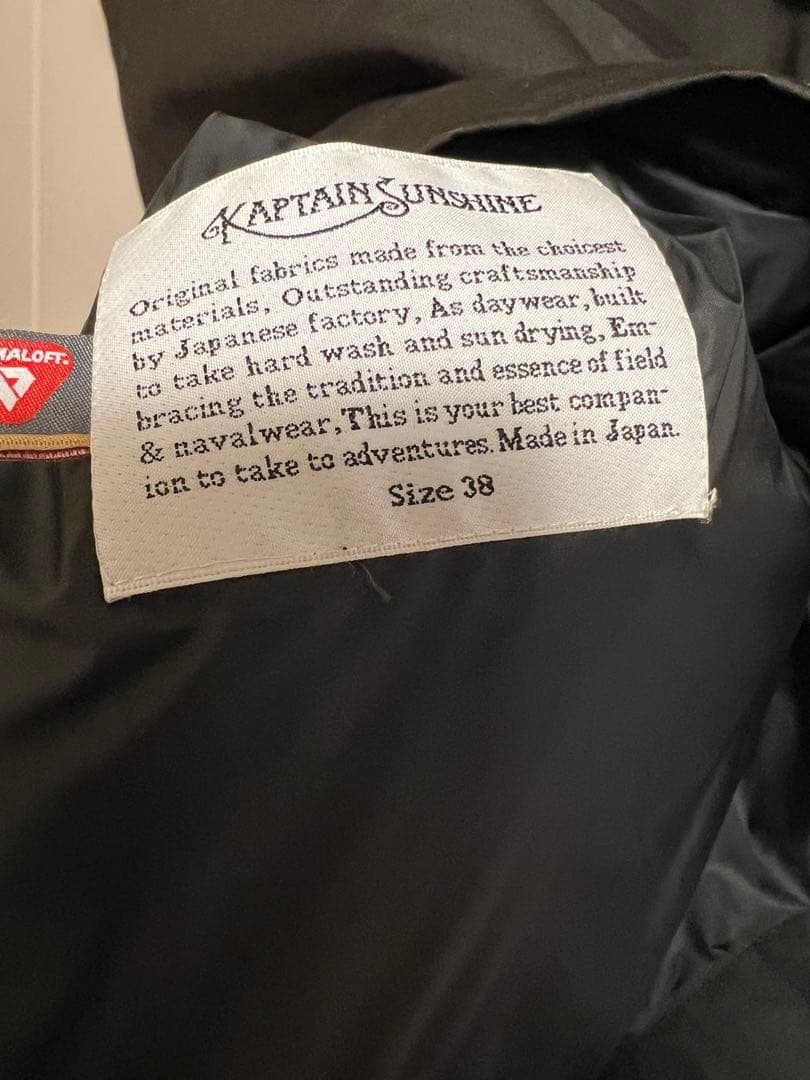 KAPTAIN SUNSHINE
Original fabrics made from the choicest
materials, Outstanding craftsmanship
by Japanese factory, As daywear, built
to take hard wash and sun drying, Em-
bracing the tradition and essence of field
& navalwear, This is your best compan-
ion to take to adventures. Made in Japan.
Size 38
MALOFT.